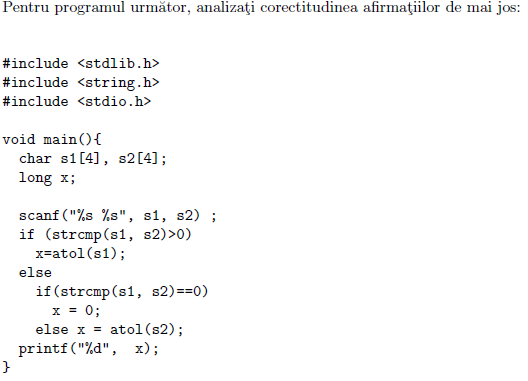 Pentru programul următor, analizaţi corectitudinea afirmaţiilor de mai jos:
#include <stdlib.h>
#include <string.h>
#include <stdio.h>
void main(){
char s1[4], s2[4];
long x;
scanf("%s %s", s1, s2) ;
if (strcmp(s1, s2)>0)
x=atol(s1);
else
if(strcmp(s1, s2)==0)
x = 0;
else x = atol(s2);
printf("%d", x);
}